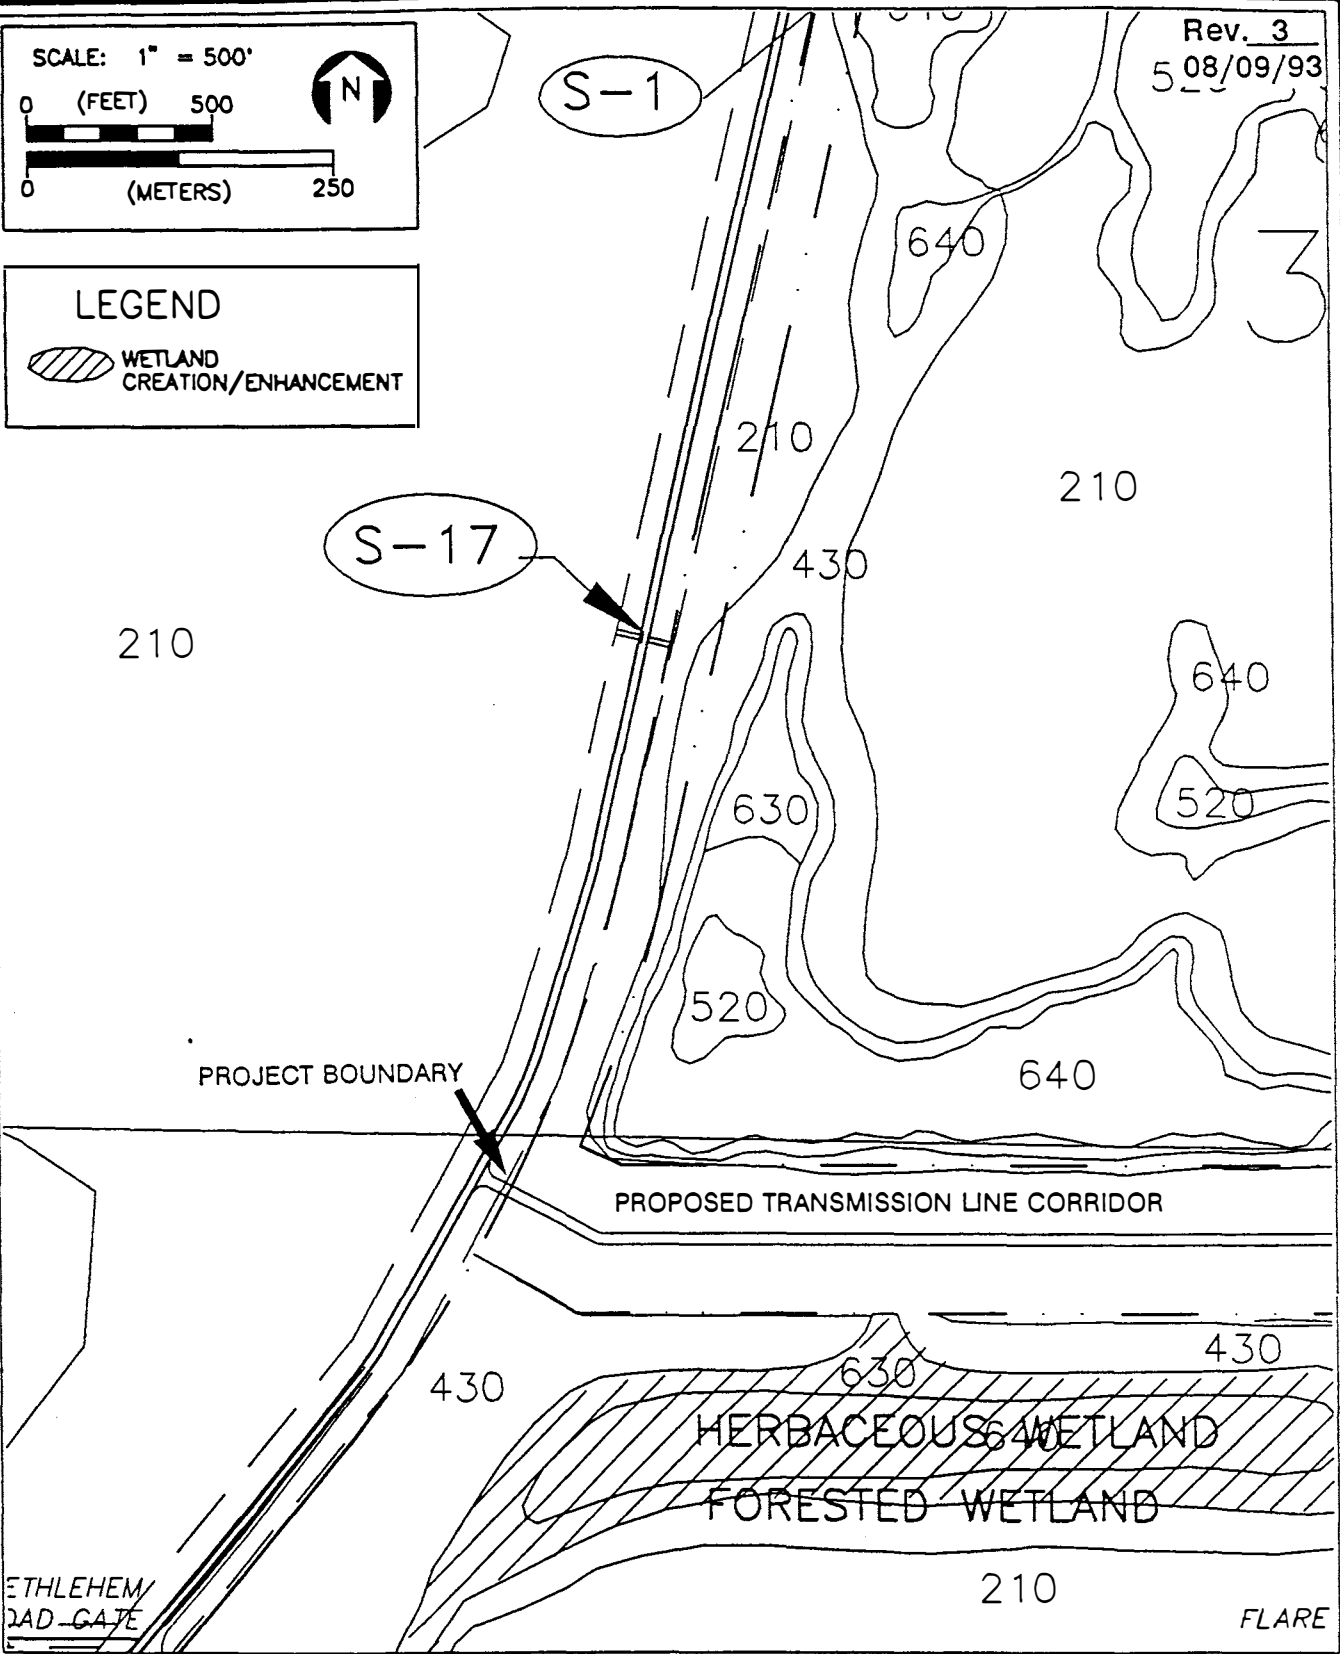 SCALE: 1" = 500'
0 (FEET) 500
N
0 (METERS) 250
LEGEND
WETLAND
CREATION/ENHANCEMENT
S-1
Rev. 3
08/09/93
640
3
210
210
S-17
430
210
640
630
520
520
640
PROJECT BOUNDARY
PROPOSED TRANSMISSION LINE CORRIDOR
430
630
430
HERBACEOUS WETLAND
640
FORESTED WETLAND
210
ETHLEHEM
OAD GATE
FLARE